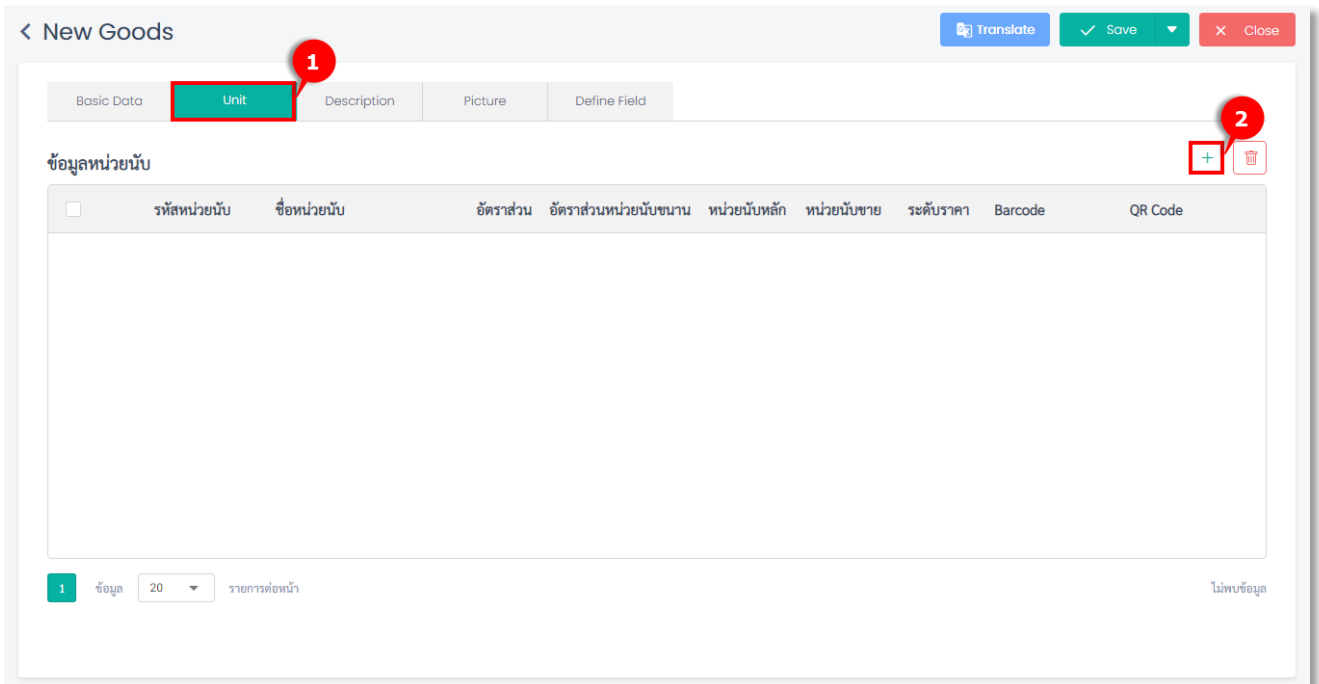 New Goods
Translate
Save
Close
1
Basic Data Unit Description Picture Define Field
2
ข้อมูลหน่วยนับ
รหัสหน่วยนับ ชื่อหน่วยนับ อัตราส่วน อัตราส่วนหน่วยนับขนาน หน่วยนับหลัก หน่วยนับขาย ระดับราคา Barcode QR Code
1 ข้อมูล 20 รายการต่อหน้า ไม่พบข้อมูล